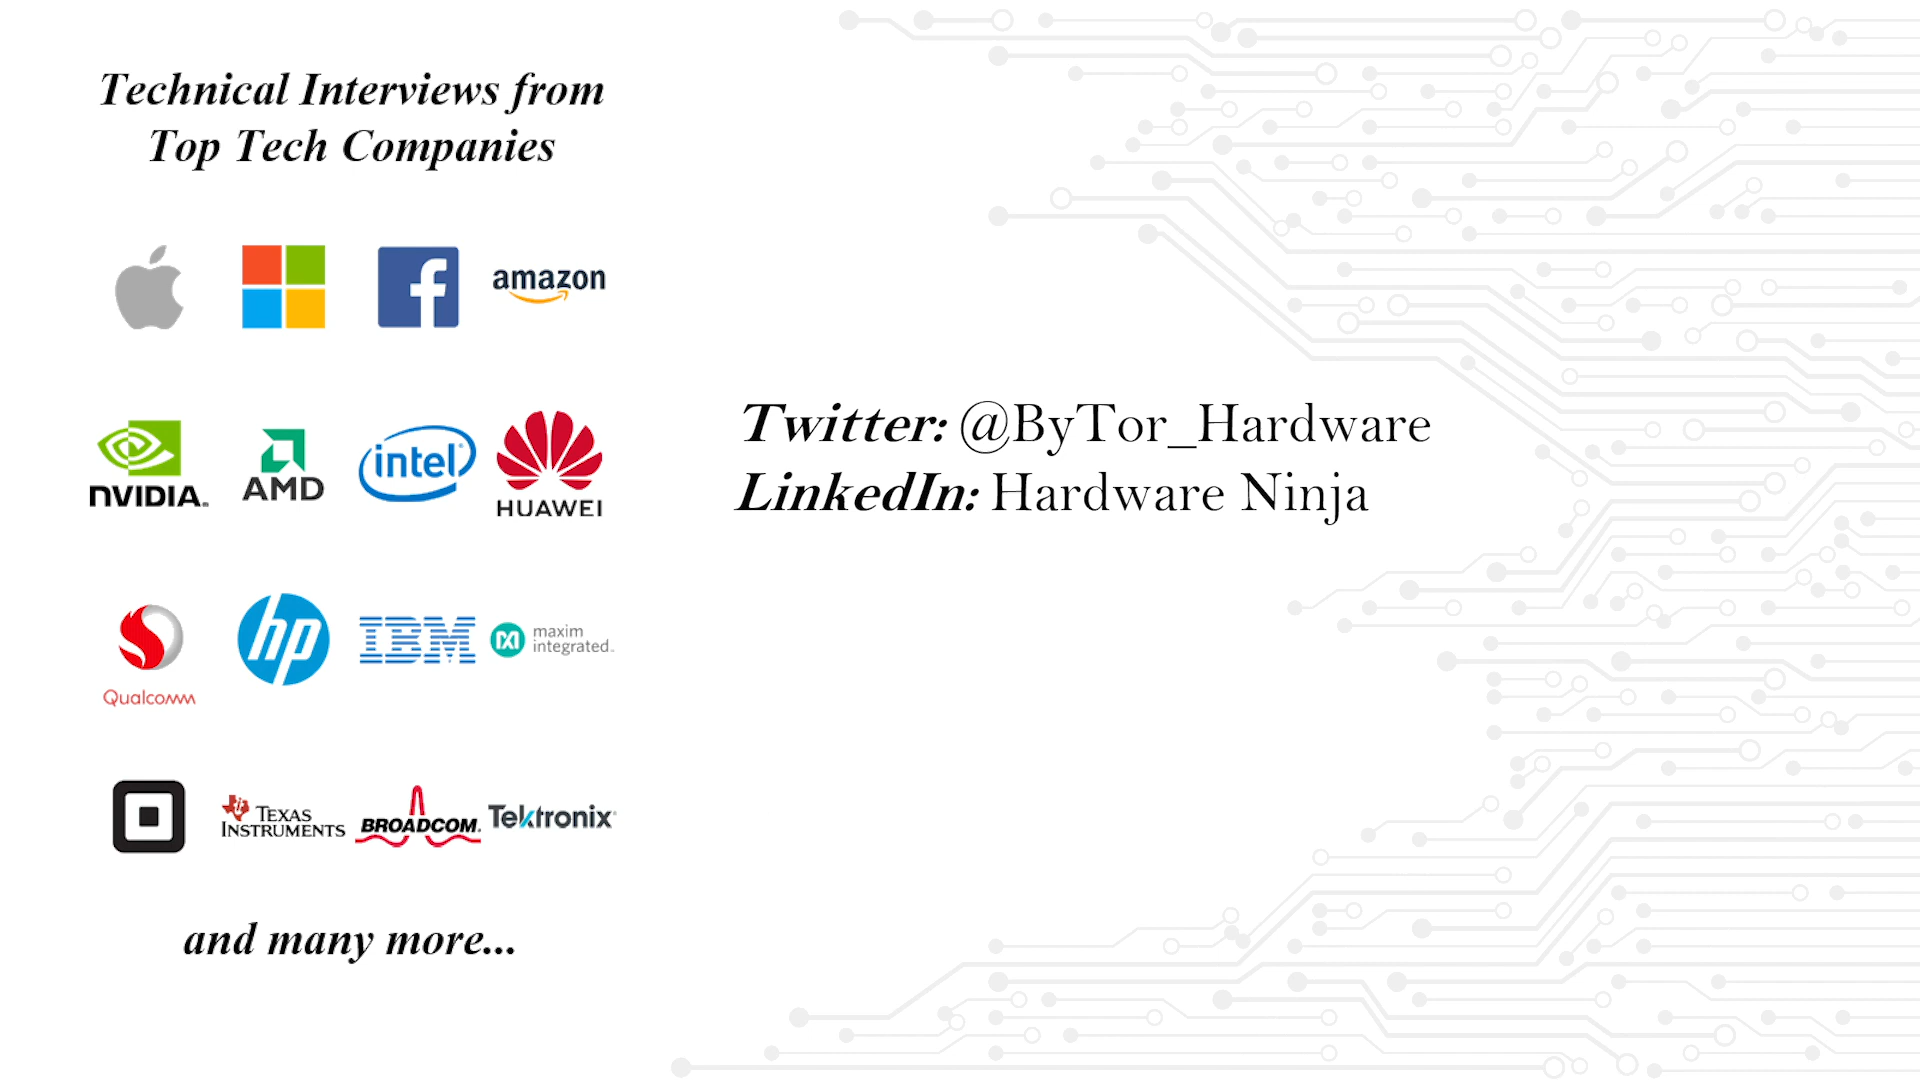 Technical Interviews from
Top Tech Companies
amazon
nVIDIA.
AMD
intel
HUAWEI
Qualcomm
hp
IBM
maxim
integrated.
TEXAS
INSTRUMENTS
BROADCOM.
Tektronix
and many more...
Twitter: @ByTor_Hardware
LinkedIn: Hardware Ninja